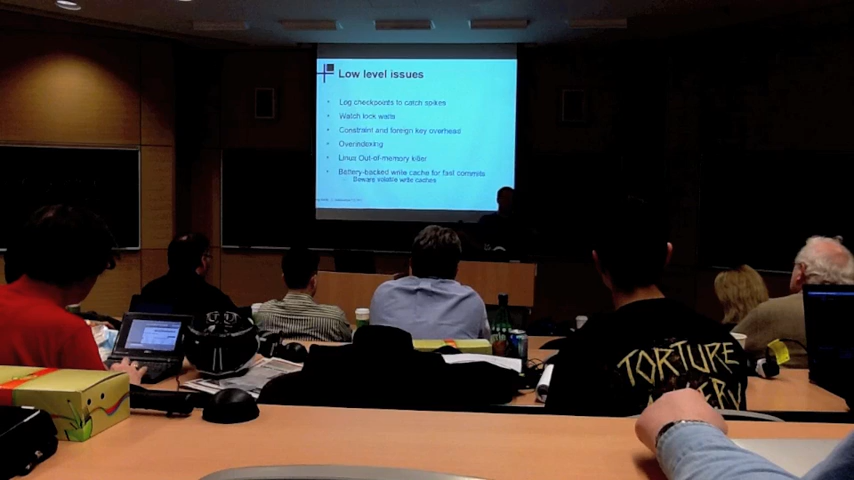 Low level issues
Log checkpoints to catch spikes
Watch lock waits
Constraint and foreign key overhead
Overindexing
Linux Out-of-memory killer
Battery-backed write cache for fast commits
Beware volatile write caches
TORTURE